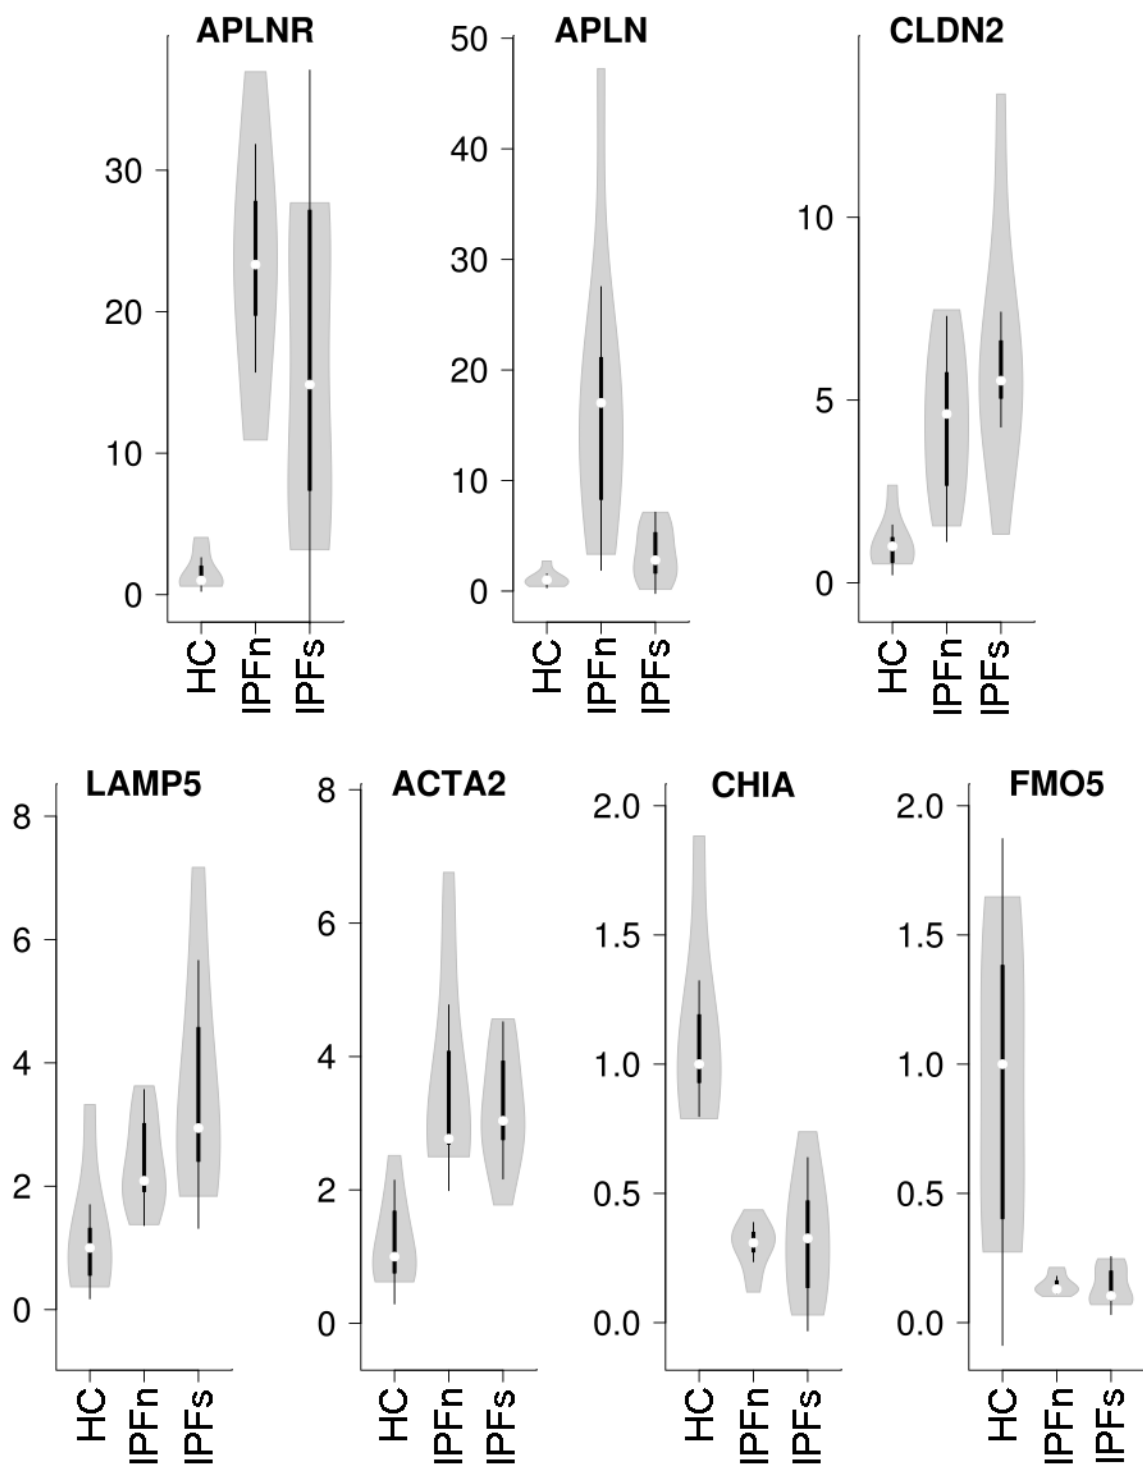 APLNR
30
20
10
0
HC
IPFn
IPFs
APLN
50
40
30
20
10
0
HC
IPFn
IPFs
CLDN2
10
5
0
HC
IPFn
IPFs
LAMP5
8
6
4
2
0
HC
IPFn
IPFs
ACTA2
8
6
4
2
0
HC
IPFn
IPFs
CHIA
2.0
1.5
1.0
0.5
0.0
HC
IPFn
IPFs
FMO5
2.0
1.5
1.0
0.5
0.0
HC
IPFn
IPFs